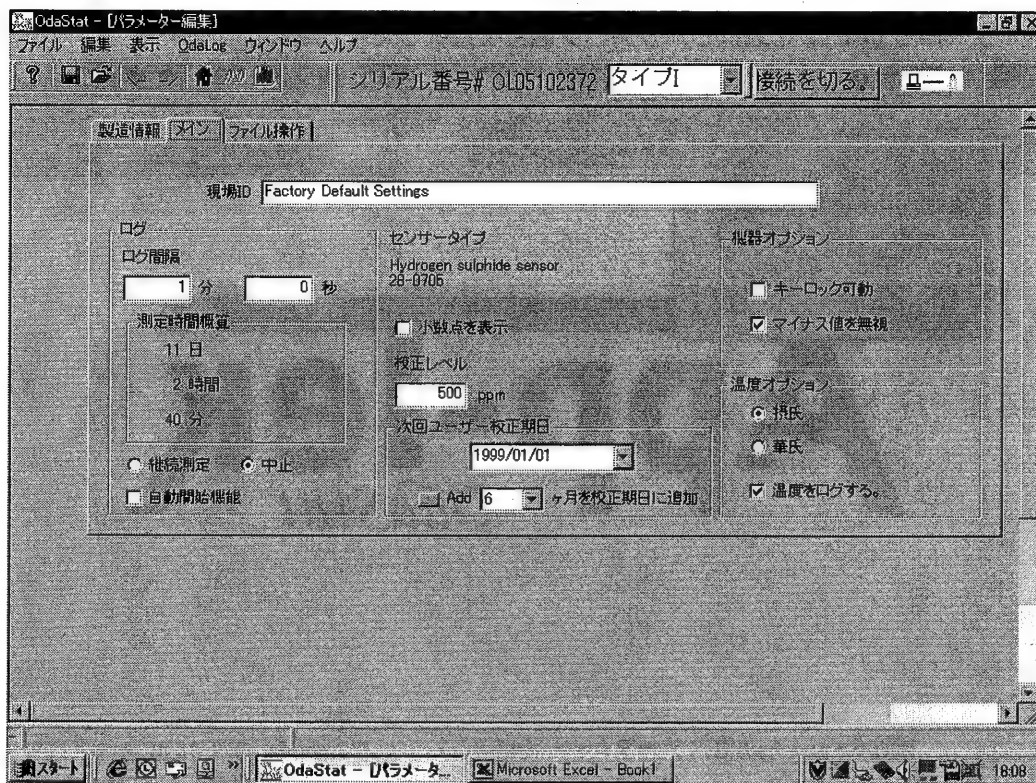 OdaStat - [パラメーター編集]
ファイル 編集 表示 OdaLog ウィンドウ ヘルプ
シリアル番号# OL05102372 タイプI 接続を切る。
製造情報 メイン ファイル操作
現場ID Factory Default Settings
ログ
ログ間隔
1 分 0 秒
測定時間概算
11 日
2 時間
40 分
継続測定 中止
自動開始機能
センサータイプ
Hydrogen sulphide sensor
28-0705
小数点を表示
校正レベル
500 ppm
次回ユーザー校正期日
1999/01/01
... Add 6 ヶ月を校正期日に追加
機器オプション
キーロック可動
マイナス値を無視
温度オプション
摂氏
華氏
温度をログする。
スタート OdaStat - [パラメータ... Microsoft Excel - Book1 18:09